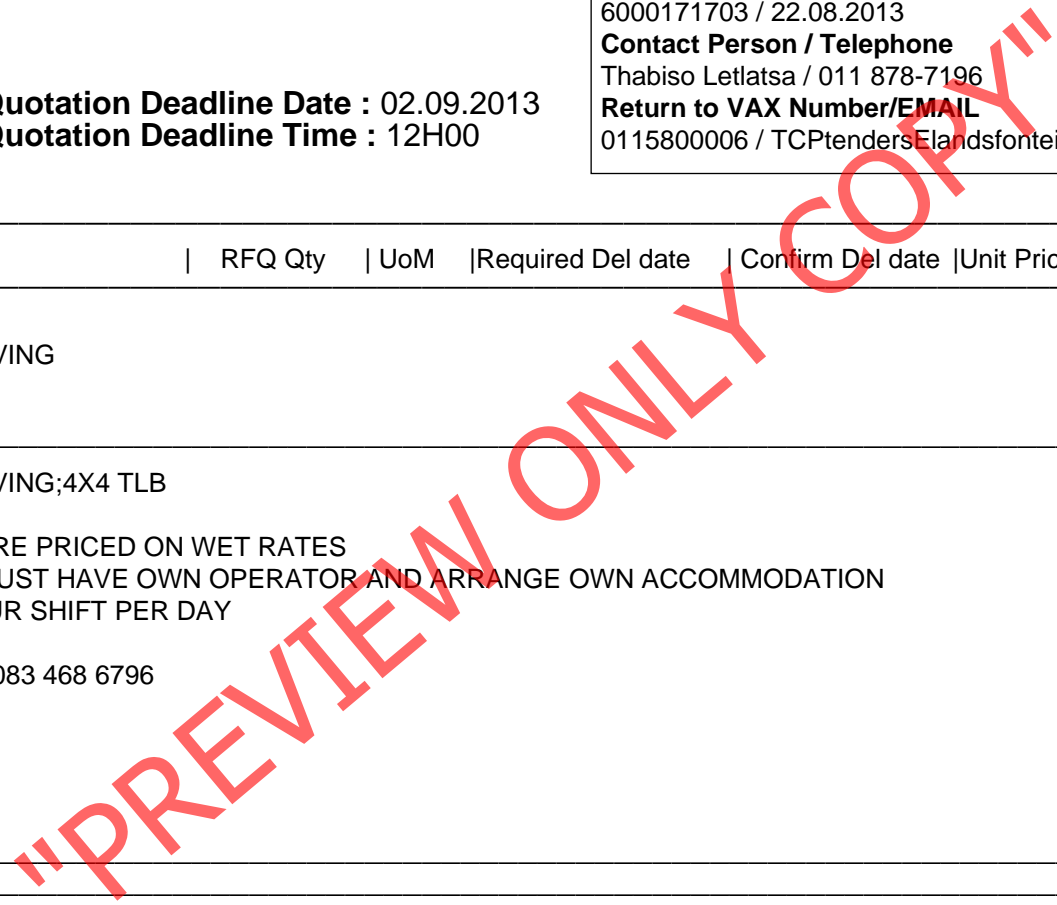 6000171703 / 22.08.2013
Contact Person / Telephone
Thabiso Letlatsa / 011 878-7196
Return to VAX Number/EMAIL
0115800006 / TCPtendersElandsfontei
Quotation Deadline Date : 02.09.2013
Quotation Deadline Time : 12H00
| RFQ Qty | UoM |Required Del date | Confirm Del date |Unit Pric
VING
VING;4X4 TLB
RE PRICED ON WET RATES
UST HAVE OWN OPERATOR AND ARRANGE OWN ACCOMMODATION
UR SHIFT PER DAY
083 468 6796
"PREVIEW ONLY COPY"